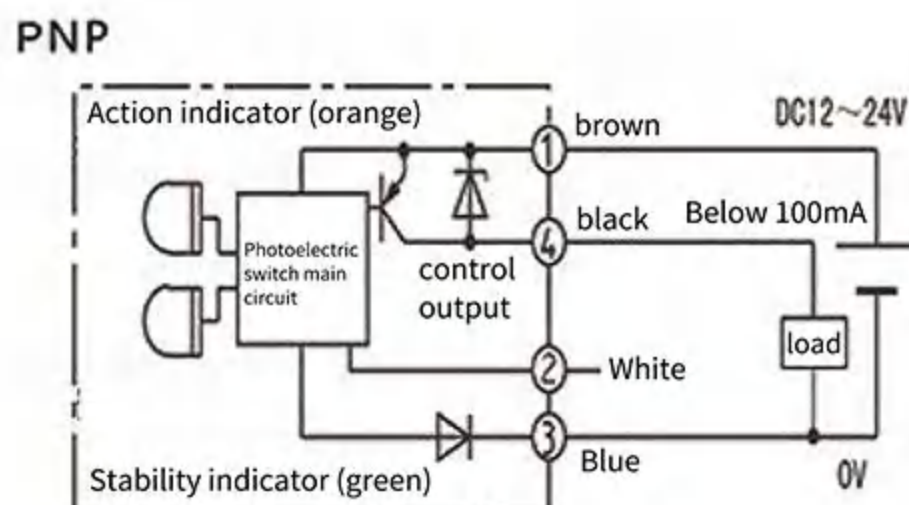 PNP
Action indicator (orange)
DC12～24V
① brown
Photoelectric
switch main
circuit
④ black
Below 100mA
control
output
load
② White
③ Blue
Stability indicator (green)
0V